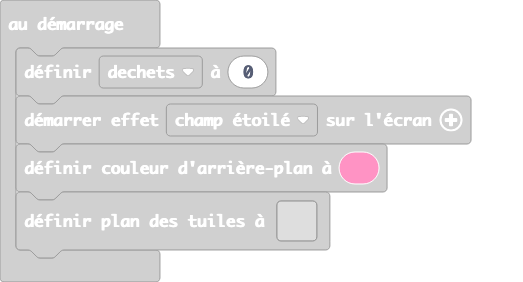 au démarrage
définir dechets à 0
démarrer effet champ étoilé sur l'écran
définir couleur d'arrière-plan à
définir plan des tuiles à